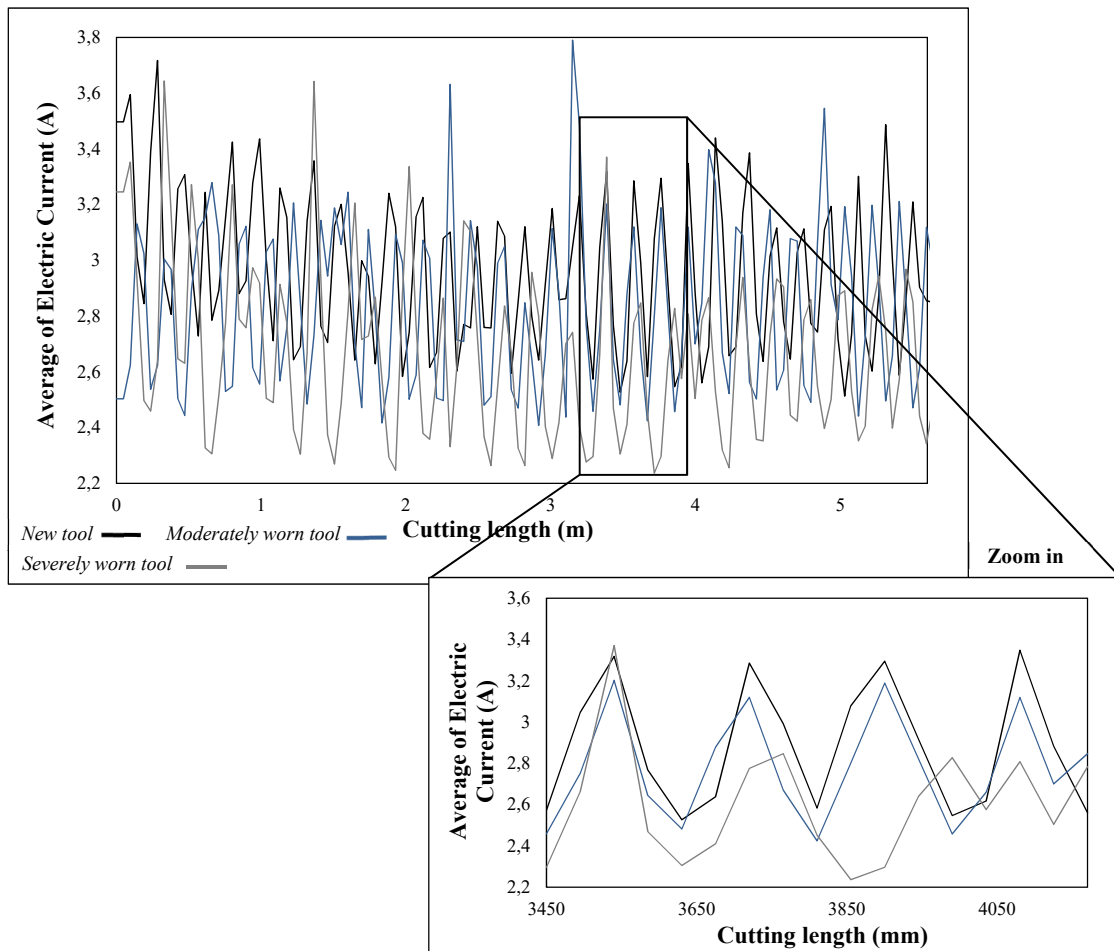 Average of Electric Current (A)
3,8
3,6
3,4
3,2
3
2,8
2,6
2,4
2,2
0 1 2 3 4 5
Cutting length (m)
New tool Moderately worn tool
Severely worn tool
Zoom in
Average of Electric
Current (A)
3,6
3,4
3,2
3
2,8
2,6
2,4
2,2
3450 3650 3850 4050
Cutting length (mm)